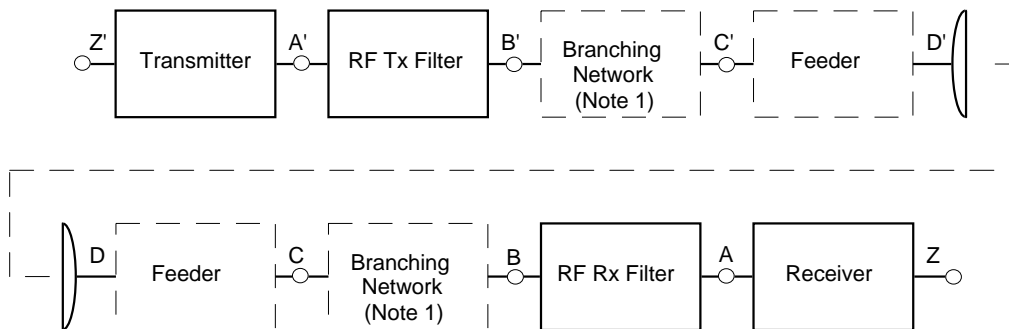 Z'
Transmitter
A'
RF Tx Filter
B'
Branching
Network
(Note 1)
C'
Feeder
D'
D
Feeder
C
Branching
Network
(Note 1)
B
RF Rx Filter
A
Receiver
Z